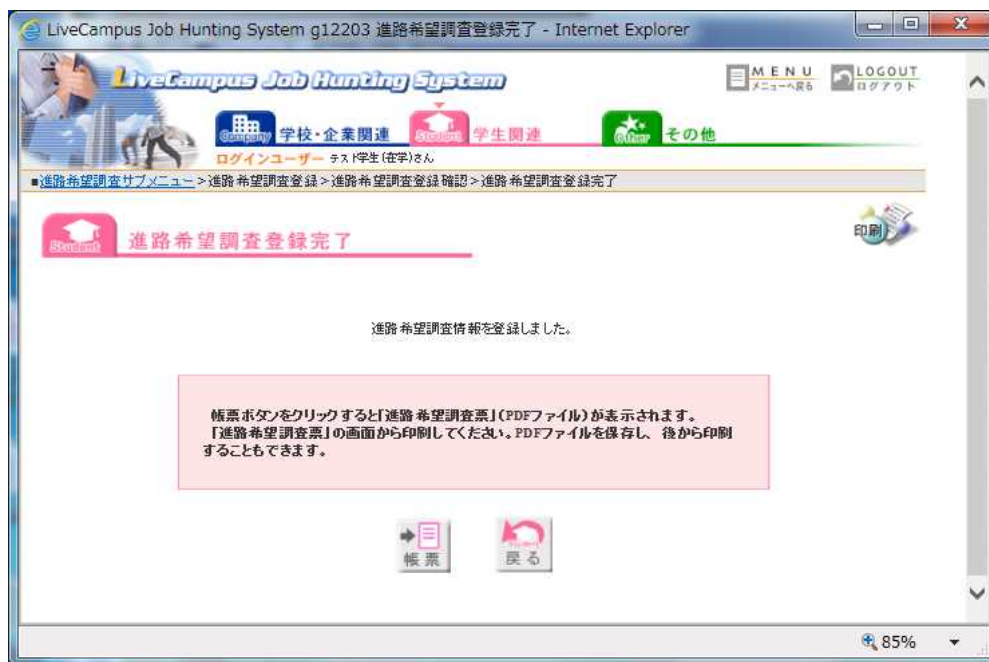 LiveCampus Job Hunting System g12203 進路希望調査登録完了 - Internet Explorer
LiveCampus Job Hunting System
MENU
メニューへ戻る
LOGOUT
ログアウト
Company 学校・企業関連
Student 学生関連
Other その他
ログインユーザー テスト学生(在学)さん
■進路希望調査サブメニュー>進路希望調査登録>進路希望調査登録確認>進路希望調査登録完了
Student 進路希望調査登録完了
印刷
進路希望調査情報を登録しました。
帳票ボタンをクリックすると「進路希望調査票」(PDFファイル)が表示されます。
「進路希望調査票」の画面から印刷してください。PDFファイルを保存し、後から印刷
することもできます。
帳票
Student
戻る
85%